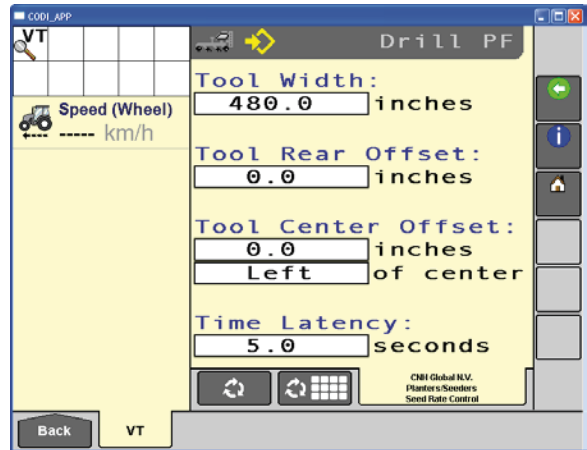 CODI_APP
VT
Drill PF
Speed (Wheel)
----- km/h
Tool Width:
480.0 inches
Tool Rear Offset:
0.0 inches
Tool Center Offset:
0.0 inches
Left of center
Time Latency:
5.0 seconds
CNH Global N.V.
Planters/Seeders
Seed Rate Control
Back
VT